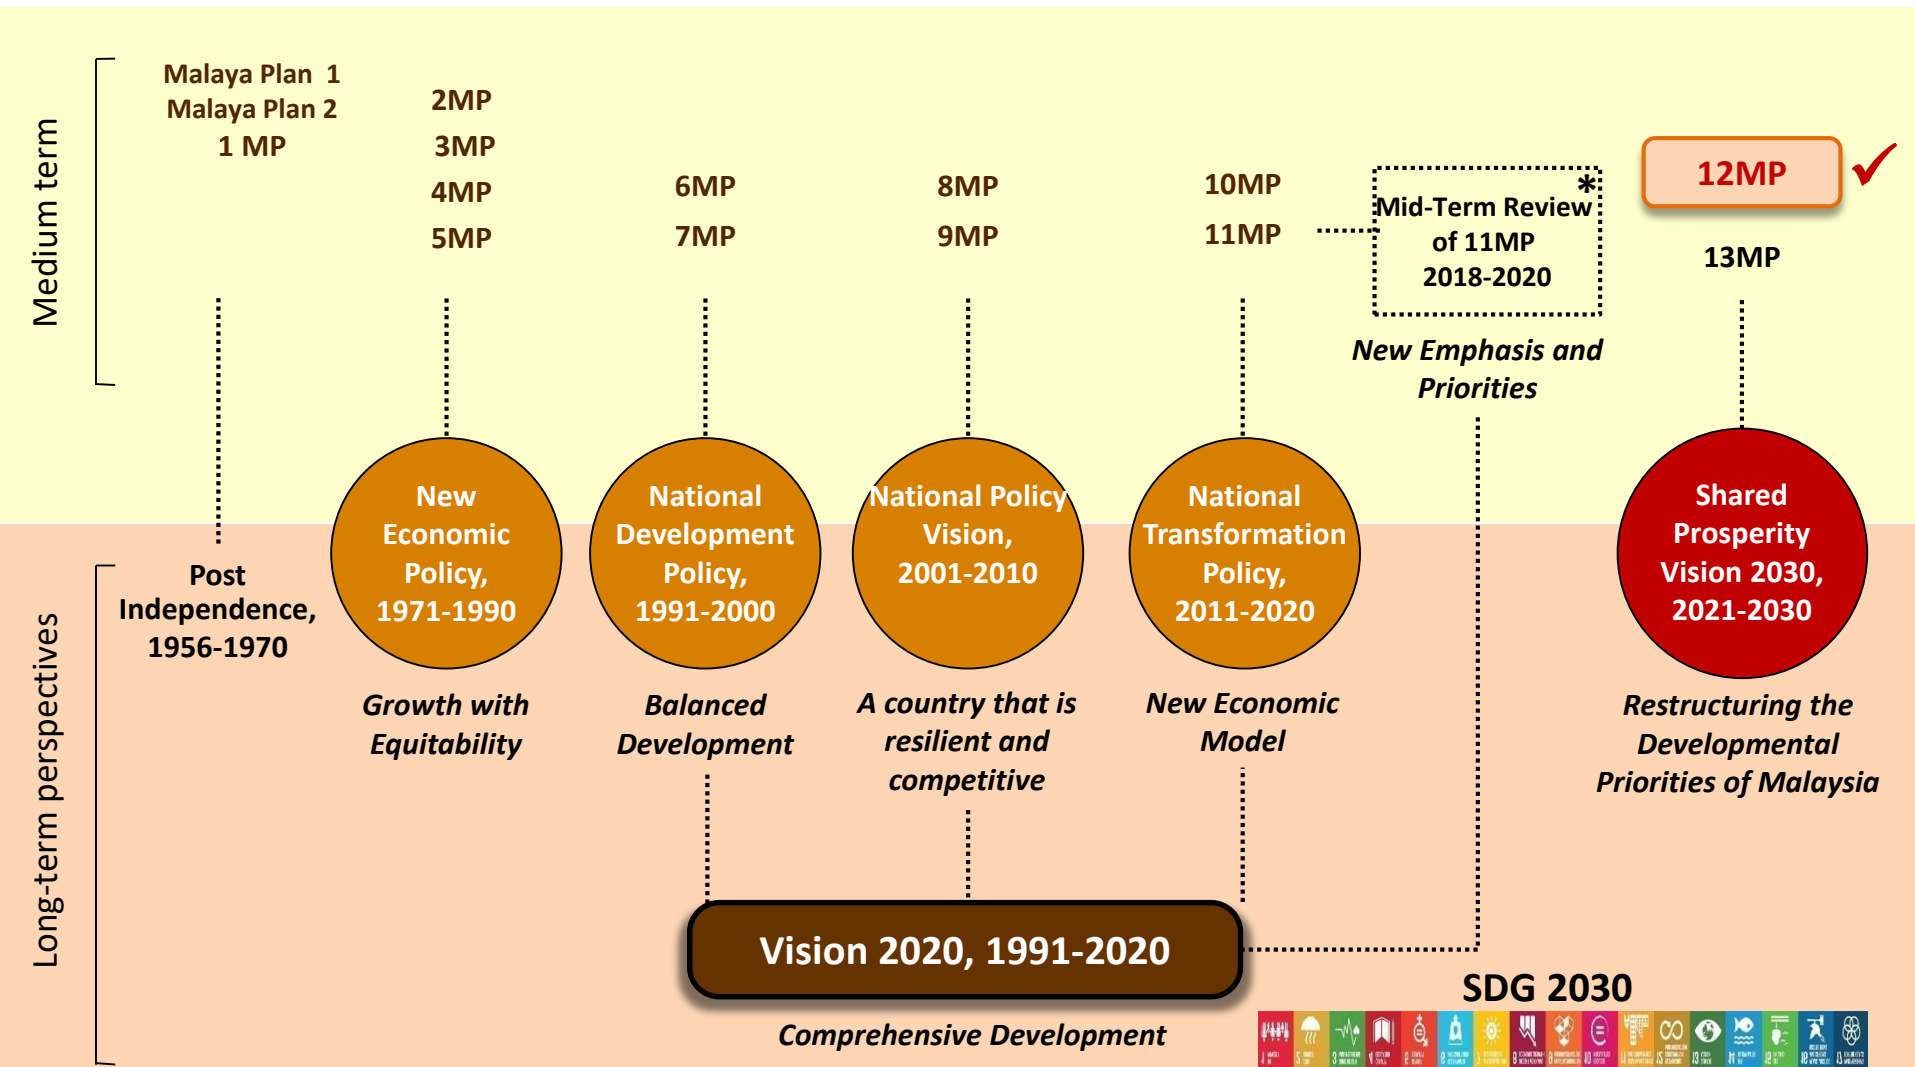 Medium term
Malaya Plan 1
Malaya Plan 2
1 MP
2MP
3MP
4MP
5MP
6MP
7MP
8MP
9MP
10MP
11MP
*
Mid-Term Review
of 11MP
2018-2020
New Emphasis and
Priorities
12MP
13MP
Long-term perspectives
Post
Independence,
1956-1970
New
Economic
Policy,
1971-1990
Growth with
Equitability
National
Development
Policy,
1991-2000
Balanced
Development
National Policy
Vision,
2001-2010
A country that is
resilient and
competitive
National
Transformation
Policy,
2011-2020
New Economic
Model
Shared
Prosperity
Vision 2030,
2021-2030
Restructuring the
Developmental
Priorities of Malaysia
Vision 2020, 1991-2020
Comprehensive Development
SDG 2030